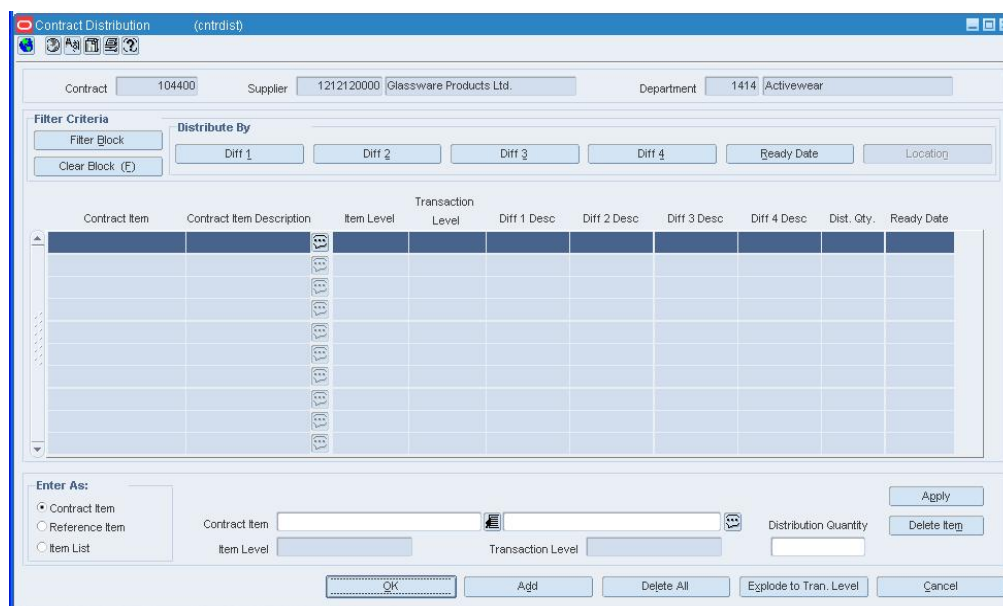 Contract Distribution (cntrdist)
Contract 104400 Supplier 1212120000 Glassware Products Ltd. Department 1414 Activewear
Filter Criteria
Filter Block
Clear Block (F)
Distribute By
Diff 1 Diff 2 Diff 3 Diff 4 Ready Date Location
Transaction
Contract Item Contract Item Description Item Level Level Diff 1 Desc Diff 2 Desc Diff 3 Desc Diff 4 Desc Dist. Qty. Ready Date
Enter As:
Contract Item
Reference Item
Item List
Contract Item
Item Level Transaction Level
Distribution Quantity
Apply
Delete Item
OK Add Delete All Explode to Tran. Level Cancel